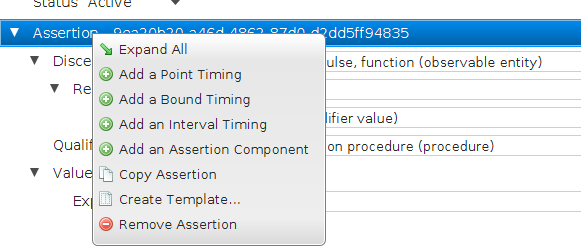 Status Active
Assertion 9ea20b20-a46d-4862-87d0-d2dd5ff94835
Expand All
Disce ulse, function (observable entity)
Add a Point Timing
Re
Add a Bound Timing
Add an Interval Timing
lifier value)
Qualif on procedure (procedure)
Add an Assertion Component
Value
Copy Assertion
Exp
Create Template...
Remove Assertion